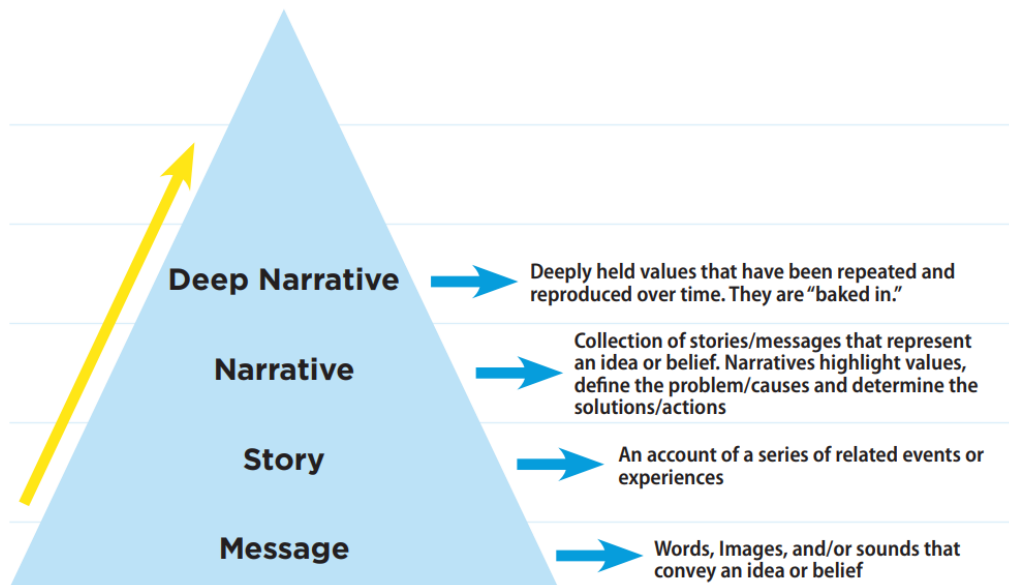 Deep Narrative
Deeply held values that have been repeated and
reproduced over time. They are “baked in.”
Narrative
Collection of stories/messages that represent
an idea or belief. Narratives highlight values,
define the problem/causes and determine the
solutions/actions
Story
An account of a series of related events or
experiences
Message
Words, Images, and/or sounds that
convey an idea or belief